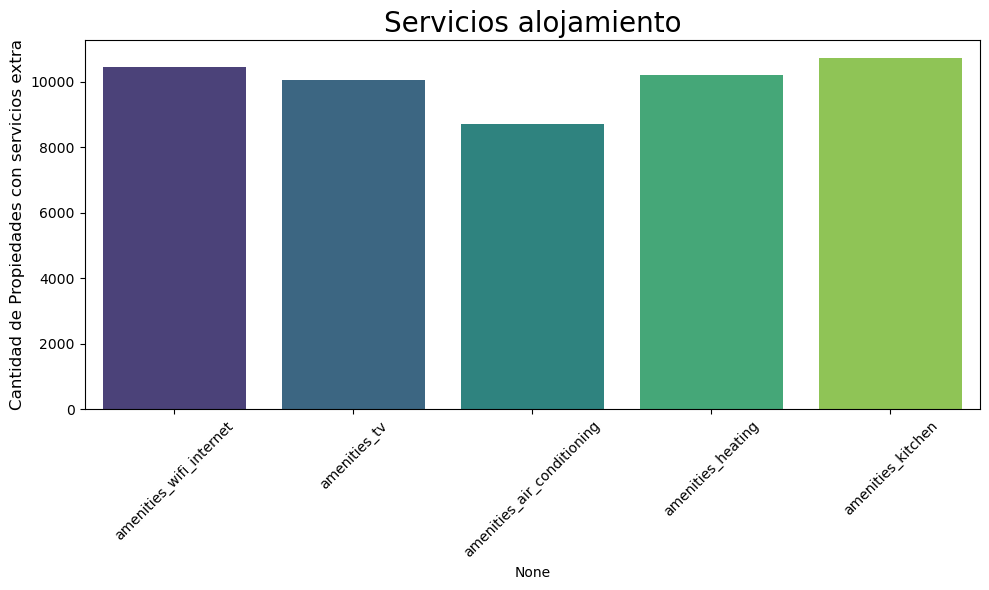 Servicios alojamiento
Cantidad de Propiedades con servicios extra
10000
8000
6000
4000
2000
0
amenities_wifi_internet
amenities_tv
amenities_air_conditioning
amenities_heating
amenities_kitchen
None